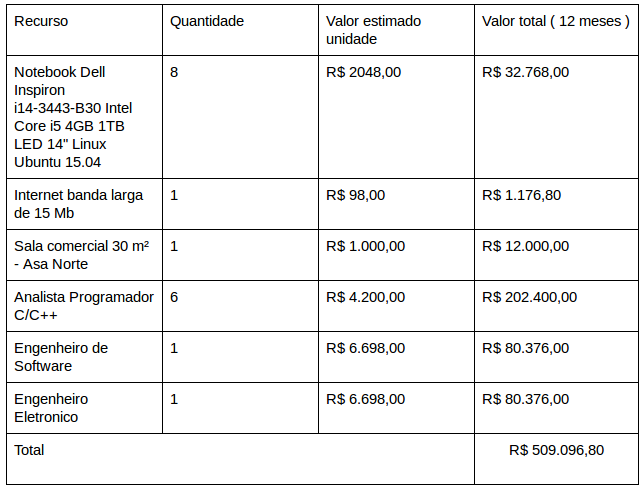 Recurso Quantidade Valor estimado Valor total ( 12 meses )
unidade
Notebook Dell 8 R$ 2048,00 R$ 32.768,00
Inspiron
i14-3443-B30 Intel
Core i5 4GB 1TB
LED 14" Linux
Ubuntu 15.04
Internet banda larga 1 R$ 98,00 R$ 1.176,80
de 15 Mb
Sala comercial 30 m² 1 R$ 1.000,00 R$ 12.000,00
- Asa Norte
Analista Programador 6 R$ 4.200,00 R$ 202.400,00
C/C++
Engenheiro de 1 R$ 6.698,00 R$ 80.376,00
Software
Engenheiro 1 R$ 6.698,00 R$ 80.376,00
Eletronico
Total R$ 509.096,80